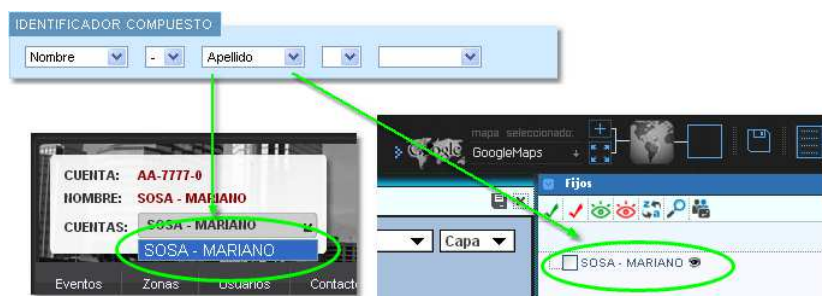 IDENTIFICADOR COMPUESTO
Nombre - Apellido
CUENTA: AA-7777-0
NOMBRE: SOSA - MARIANO
CUENTAS: SOSA - MARIANO
SOSA - MARIANO
Eventos Zonas Usuarios Contact
mapa seleccionado:
Google GoogleMaps
Fijos
Capa
SOSA - MARIANO